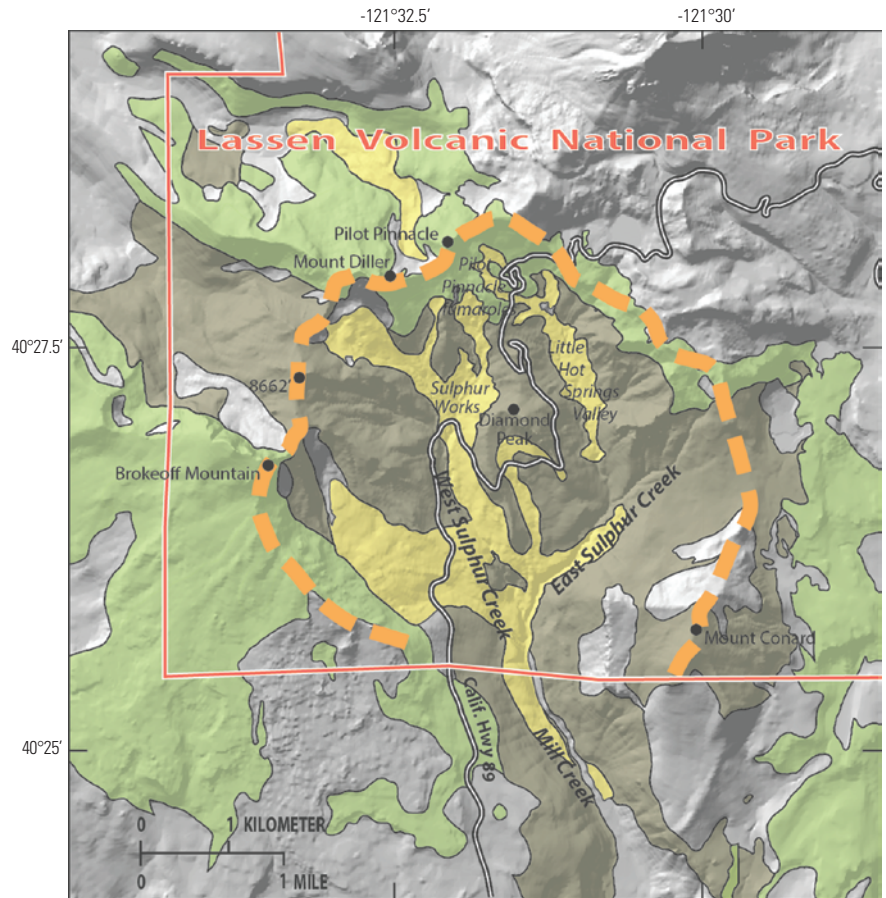 -121°32.5'
-121°30'
Lassen Volcanic National Park
Pilot Pinnacle
Mount Diller
Pilot
Pinnacle
Fumaroles
40°27.5'
Little
Hot
Springs
Valley
8662'
Sulphur
Works
Diamond
Peak
Brokeoff Mountain
West Sulphur Creek
East Sulphur Creek
Mount Conard
Calif. Hwy 89
40°25'
Mill Creek
0 1 KILOMETER
0 1 MILE